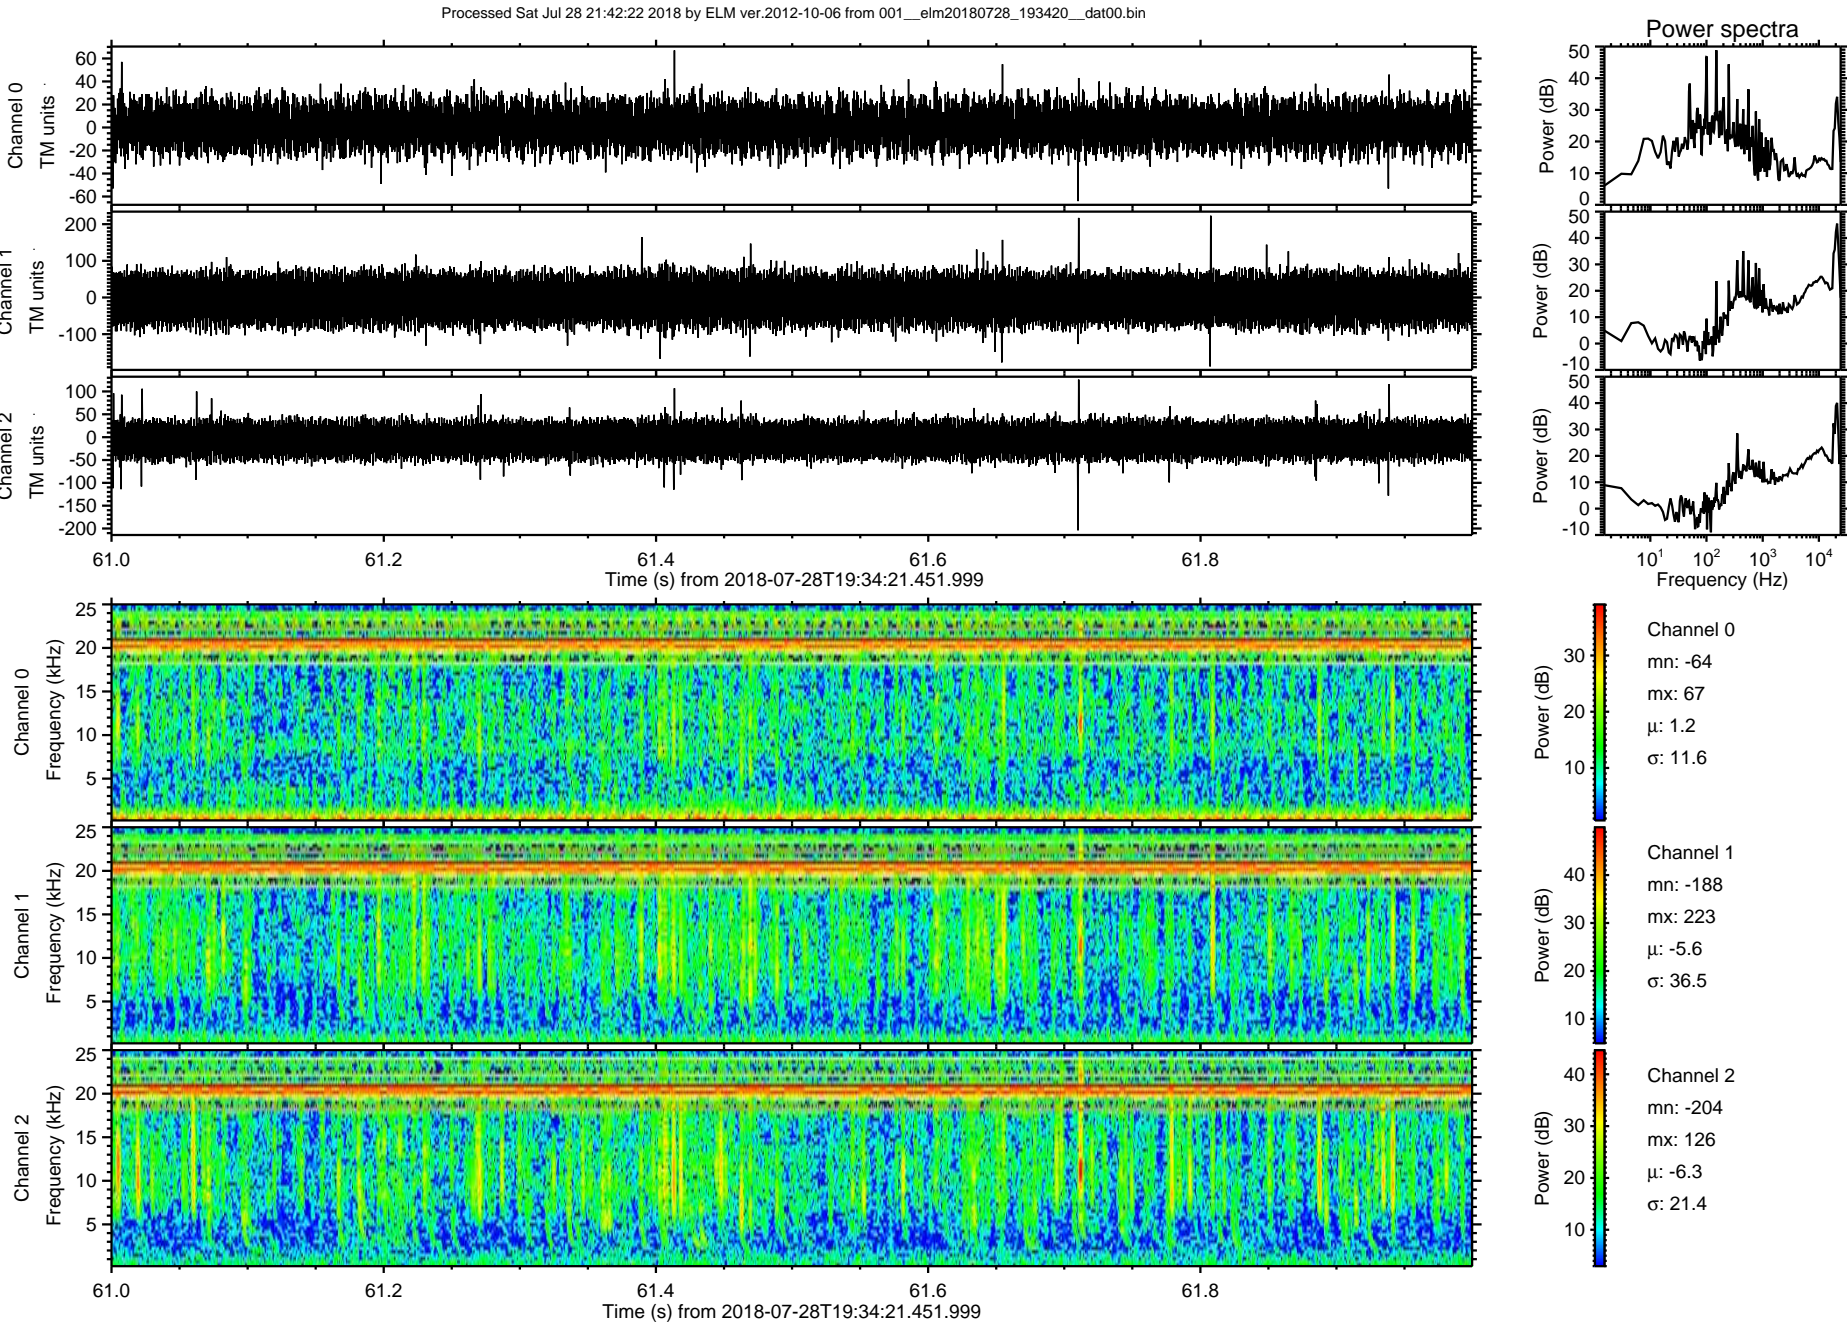 Processed Sat Jul 28 21:42:22 2018 by ELM ver.2012-10-06 from 001__elm20180728_193420__dat00.bin
Power spectra
Channel 0
TM units
60
40
20
0
-20
-40
-60
Power (dB)
50
40
30
20
10
0
Channel 1
TM units
200
100
0
-100
Power (dB)
50
40
30
20
10
0
-10
Channel 2
TM units
100
50
0
-50
-100
-150
-200
Power (dB)
50
40
30
20
10
0
-10
61.0 61.2 61.4 61.6 61.8
Time (s) from 2018-07-28T19:34:21.451.999
10^1 10^2 10^3 10^4
Frequency (Hz)
Channel 0
Frequency (kHz)
25
20
15
10
5
Power (dB)
30
20
10
Channel 0
mn: -64
mx: 67
μ: 1.2
σ: 11.6
Channel 1
Frequency (kHz)
25
20
15
10
5
Power (dB)
40
30
20
10
Channel 1
mn: -188
mx: 223
μ: -5.6
σ: 36.5
Channel 2
Frequency (kHz)
25
20
15
10
5
Power (dB)
40
30
20
10
Channel 2
mn: -204
mx: 126
μ: -6.3
σ: 21.4
61.0 61.2 61.4 61.6 61.8
Time (s) from 2018-07-28T19:34:21.451.999